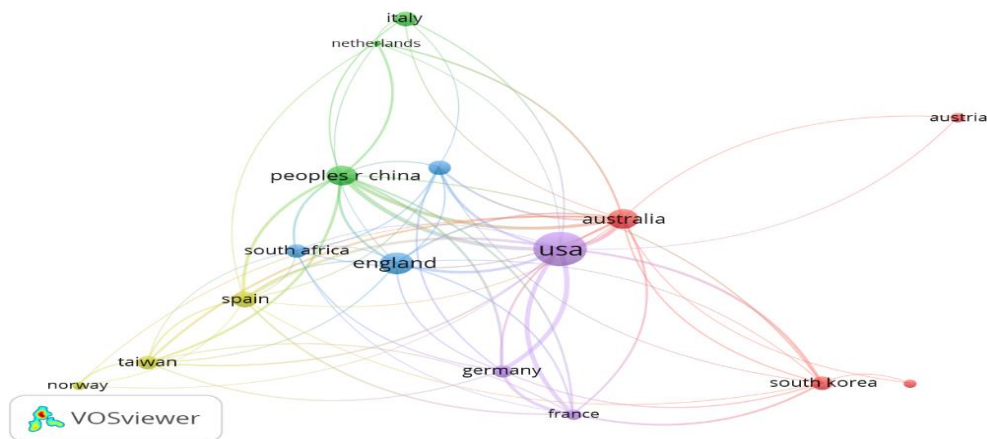 italy
netherlands
austria
peoples r china
australia
usa
south africa
england
spain
taiwan
germany
norway
south korea
france
VOSviewer